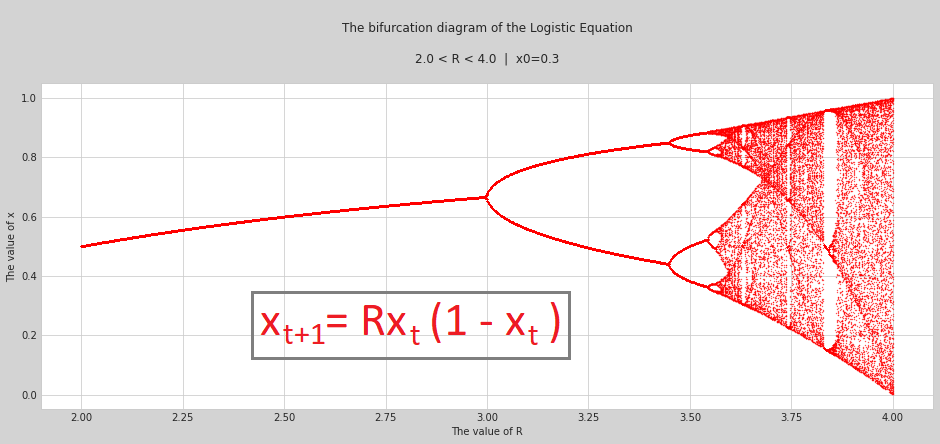 The bifurcation diagram of the Logistic Equation
2.0 < R < 4.0 | x0=0.3
1.0
0.8
0.6
0.4
0.2
0.0
The value of x
x_{t+1}= Rx_t (1 - x_t )
2.00 2.25 2.50 2.75 3.00 3.25 3.50 3.75 4.00
The value of R